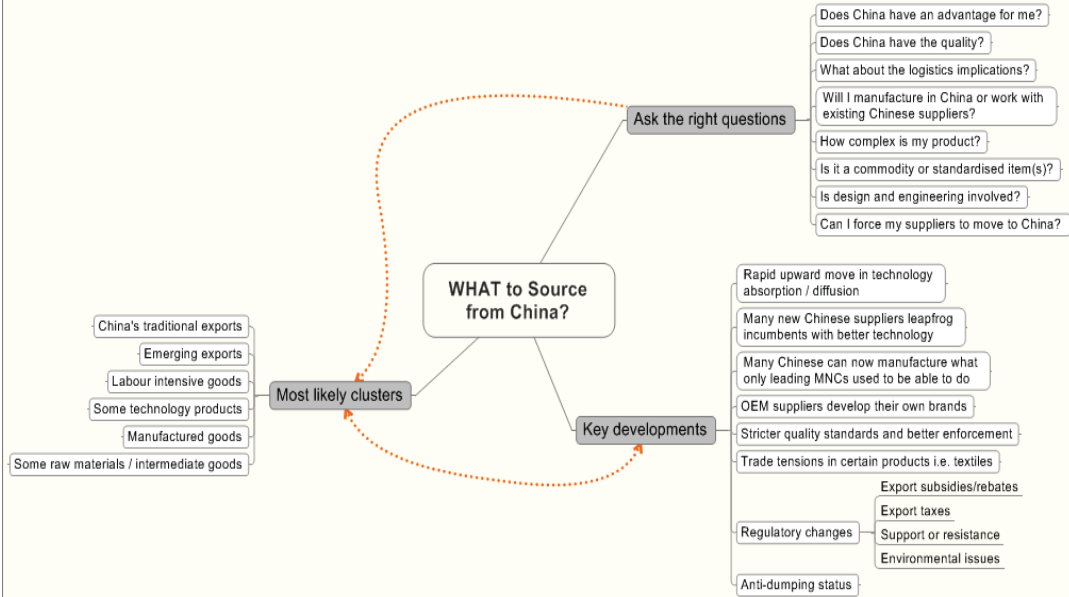 WHAT to Source
from China?
Ask the right questions
Does China have an advantage for me?
Does China have the quality?
What about the logistics implications?
Will I manufacture in China or work with
existing Chinese suppliers?
How complex is my product?
Is it a commodity or standardised item(s)?
Is design and engineering involved?
Can I force my suppliers to move to China?
Key developments
Rapid upward move in technology
absorption / diffusion
Many new Chinese suppliers leapfrog
incumbents with better technology
Many Chinese can now manufacture what
only leading MNCs used to be able to do
OEM suppliers develop their own brands
Stricter quality standards and better enforcement
Trade tensions in certain products i.e. textiles
Regulatory changes
Export subsidies/rebates
Export taxes
Support or resistance
Environmental issues
Anti-dumping status
Most likely clusters
China's traditional exports
Emerging exports
Labour intensive goods
Some technology products
Manufactured goods
Some raw materials / intermediate goods